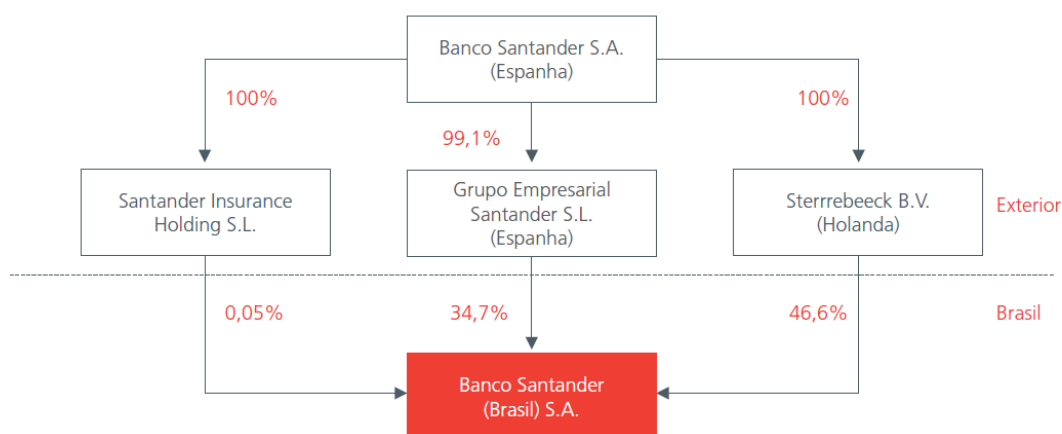 Banco Santander S.A.
(Espanha)
100%
99,1%
100%
Santander Insurance
Holding S.L.
Grupo Empresarial
Santander S.L.
(Espanha)
Sterrrebeeck B.V.
(Holanda)
Exterior
0,05%
34,7%
46,6%
Brasil
Banco Santander
(Brasil) S.A.